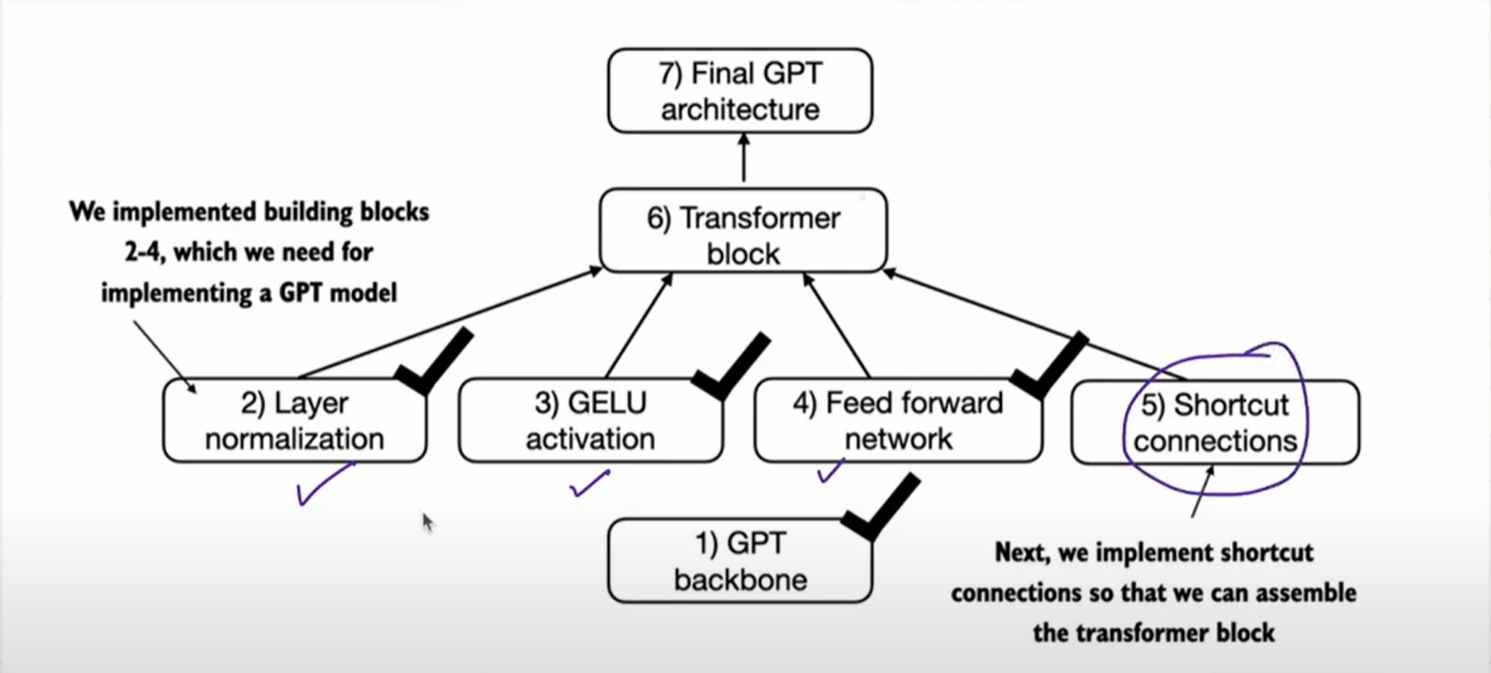 7) Final GPT
architecture
We implemented building blocks
2-4, which we need for
implementing a GPT model
6) Transformer
block
2) Layer
normalization
3) GELU
activation
4) Feed forward
network
5) Shortcut
connections
1) GPT
backbone
Next, we implement shortcut
connections so that we can assemble
the transformer block